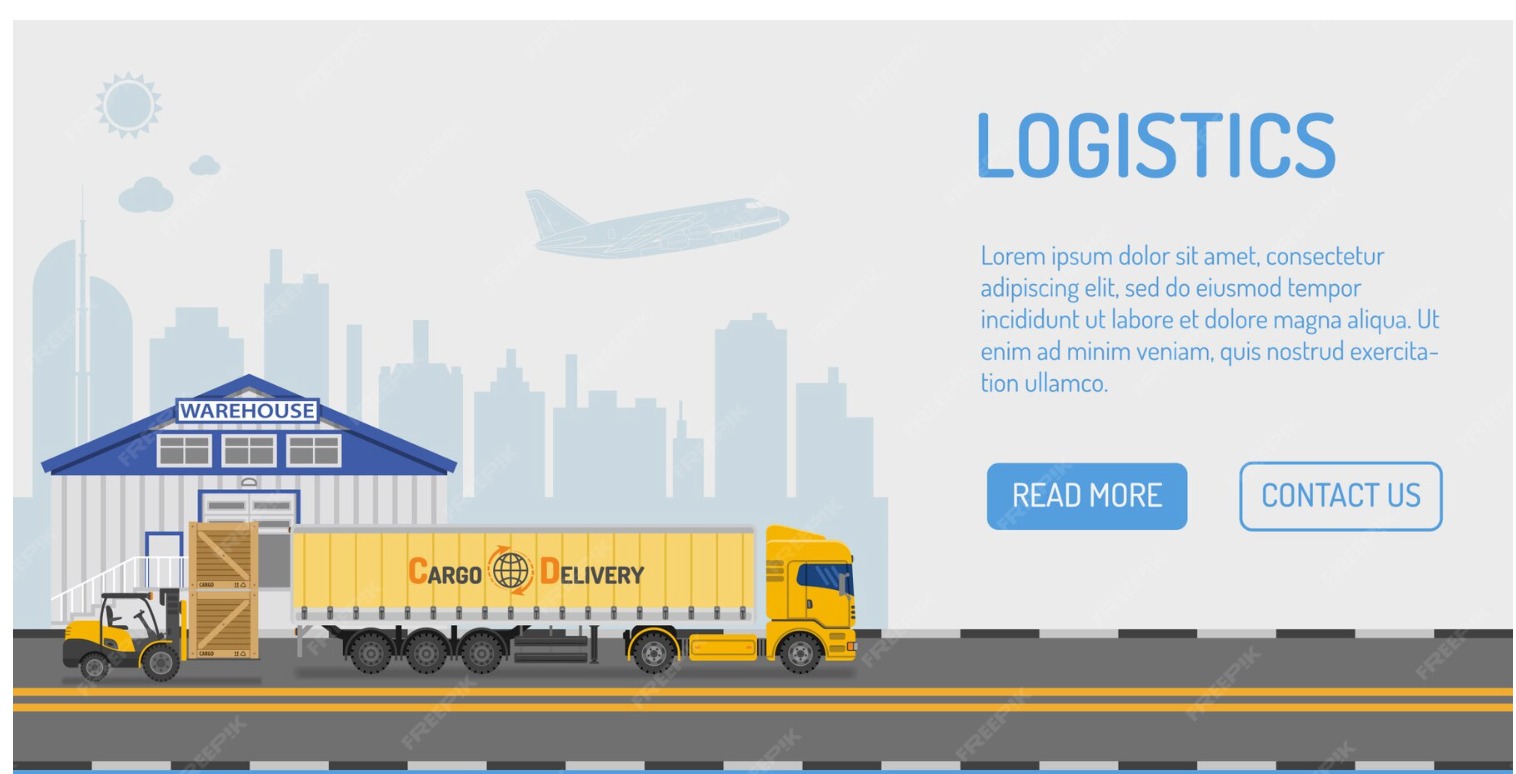 LOGISTICS
Lorem ipsum dolor sit amet, consectetur
adipiscing elit, sed do eiusmod tempor
incididunt ut labore et dolore magna aliqua. Ut
enim ad minim veniam, quis nostrud exercita-
tion ullamco.
READ MORE
CONTACT US
WAREHOUSE
CARGO DELIVERY
CARGO
CARGO
FREEPIK